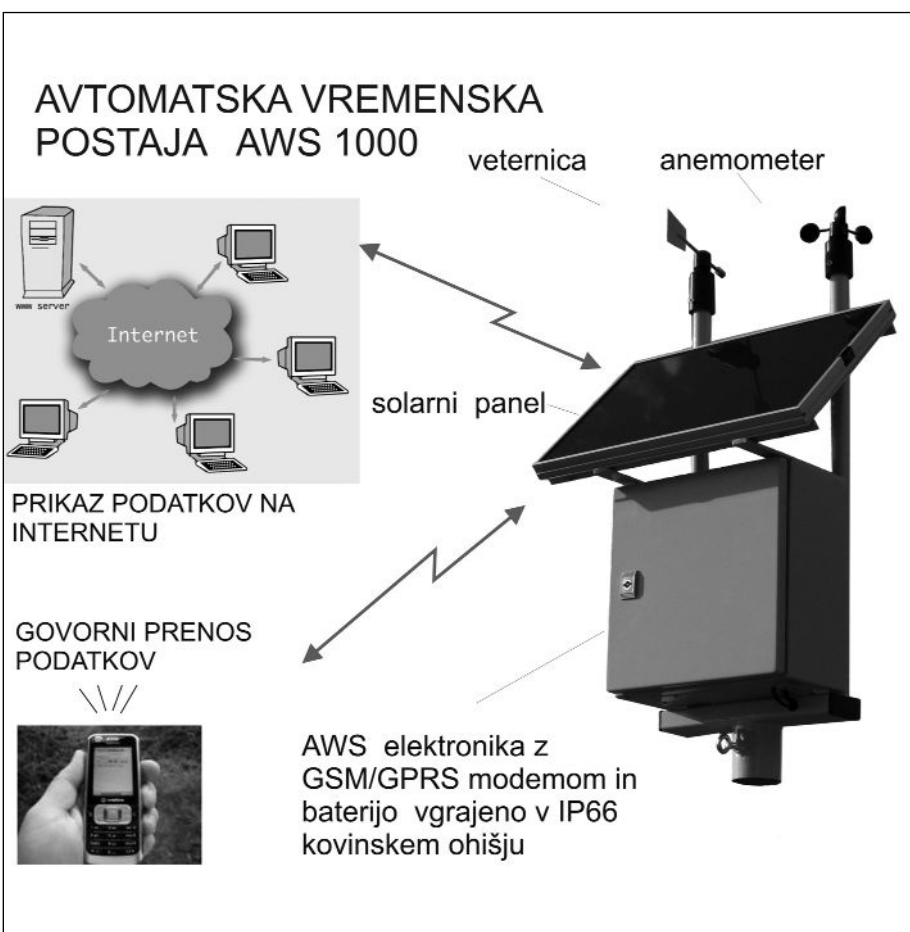 AVTOMATSKA VREMENSKA
POSTAJA AWS 1000
veternica
anemometer
www server
Internet
solarni panel
PRIKAZ PODATKOV NA
INTERNETU
GOVORNI PRENOS
PODATKOV
AWS elektronika z
GSM/GPRS modemom in
baterijo vgrajeno v IP66
kovinskem ohišju